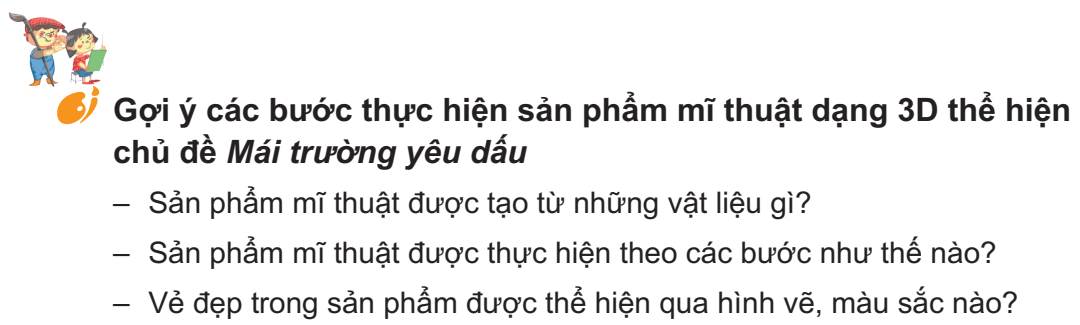 Gợi ý các bước thực hiện sản phẩm mĩ thuật dạng 3D thể hiện
chủ đề Mái trường yêu dấu
– Sản phẩm mĩ thuật được tạo từ những vật liệu gì?
– Sản phẩm mĩ thuật được thực hiện theo các bước như thế nào?
– Vẻ đẹp trong sản phẩm được thể hiện qua hình vẽ, màu sắc nào?